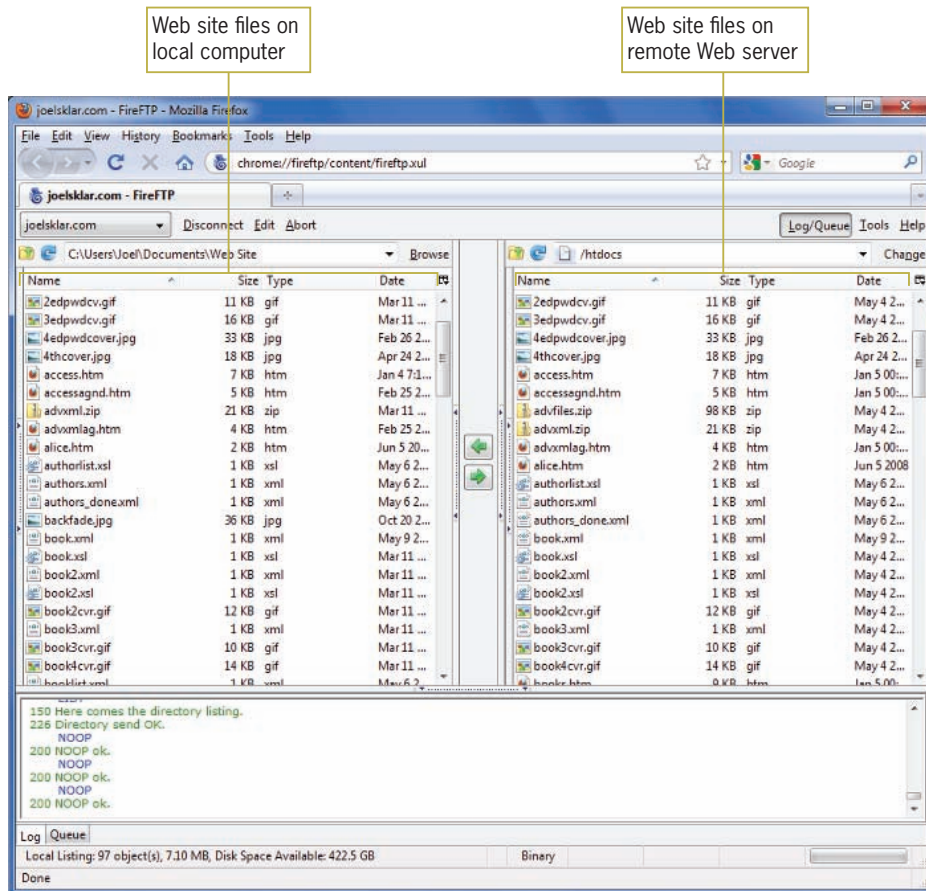 Web site files on
local computer
Web site files on
remote Web server
joelsklar.com - FireFTP - Mozilla Firefox
File Edit View History Bookmarks Tools Help
chrome://fireftp/content/fireftp.xul
Google
joelsklar.com - FireFTP
joelsklar.com Disconnect Edit Abort Log/Queue Tools Help
C:\Users\Joel\Documents\Web Site Browse
Name Size Type Date
2edpwdcv.gif 11 KB gif Mar 11 ...
3edpwdcv.gif 16 KB gif Mar 11 ...
4edpwdcover.jpg 33 KB jpg Feb 26 2...
4thcover.jpg 18 KB jpg Apr 24 2...
access.htm 7 KB htm Jan 4 7:1...
accessagnd.htm 5 KB htm Feb 25 2...
advxml.zip 21 KB zip Mar 11 ...
advxmlag.htm 4 KB htm Feb 25 2...
alice.htm 2 KB htm Jun 5 20...
authorlist.xsl 1 KB xsl May 6 2...
authors.xml 1 KB xml May 6 2...
authors_done.xml 1 KB xml May 6 2...
backfade.jpg 36 KB jpg Oct 20 2...
book.xml 1 KB xml May 9 2...
book.xsl 1 KB xsl Mar 11 ...
book2.xml 1 KB xml Mar 11 ...
book2.xsl 1 KB xsl Mar 11 ...
book2cvr.gif 12 KB gif Mar 11 ...
book3.xml 1 KB xml Mar 11 ...
book3cvr.gif 10 KB gif Mar 11 ...
book4cvr.gif 14 KB gif Mar 11 ...
booklist.xml 1 KB xml May 6 2...
/htdocs Change
Name Size Type Date
2edpwdcv.gif 11 KB gif May 4 2...
3edpwdcv.gif 16 KB gif May 4 2...
4edpwdcover.jpg 33 KB jpg Feb 26 2...
4thcover.jpg 18 KB jpg May 4 2...
access.htm 7 KB htm Jan 5 00:...
accessagnd.htm 5 KB htm Jan 5 00:...
advfiles.zip 98 KB zip May 4 2...
advxml.zip 21 KB zip May 4 2...
advxmlag.htm 4 KB htm Jan 5 00:...
alice.htm 2 KB htm Jun 5 2008
authorlist.xsl 1 KB xsl May 6 2...
authors.xml 1 KB xml May 6 2...
authors_done.xml 1 KB xml May 6 2...
book.xml 1 KB xml May 9 2...
book.xsl 1 KB xsl May 4 2...
book2.xml 1 KB xml May 4 2...
book2.xsl 1 KB xsl May 4 2...
book2cvr.gif 12 KB gif May 4 2...
book3.xml 1 KB xml May 4 2...
book3cvr.gif 10 KB gif May 4 2...
book4cvr.gif 14 KB gif May 4 2...
books.htm 9 KB htm Jan 5 00:
LIST
150 Here comes the directory listing.
226 Directory send OK.
NOOP
200 NOOP ok.
NOOP
200 NOOP ok.
NOOP
200 NOOP ok.
Log Queue
Local Listing: 97 object(s), 7.10 MB, Disk Space Available: 422.5 GB Binary
Done